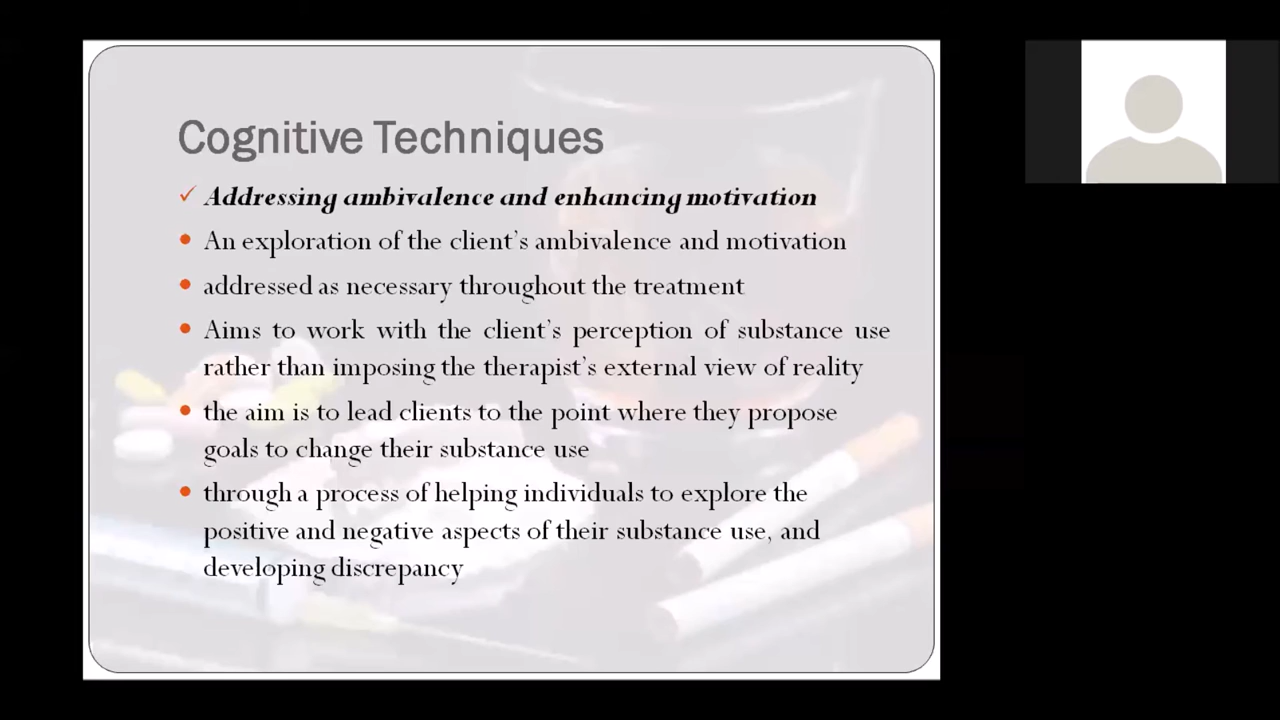 Cognitive Techniques
✓ Addressing ambivalence and enhancing motivation
• An exploration of the client's ambivalence and motivation
• addressed as necessary throughout the treatment
• Aims to work with the client's perception of substance use
rather than imposing the therapist's external view of reality
• the aim is to lead clients to the point where they propose
goals to change their substance use
• through a process of helping individuals to explore the
positive and negative aspects of their substance use, and
developing discrepancy